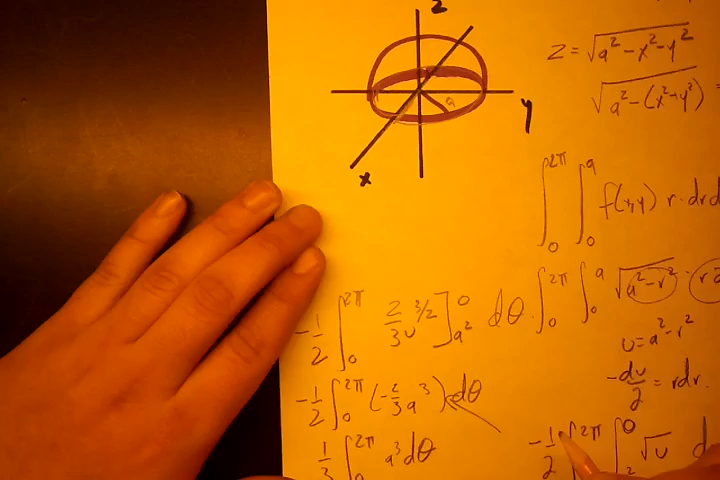 z
a
y
x
z = √(a² - x² - y²)
√(a² - (x² + y²)) =
∫₀^2π ∫₀^a f(x,y) r · dr d
∫₀^2π ∫₀^a √(a² - r²) · r
u = a² - r²
-du/2 = r dr.
-1/2 ∫₀^2π ∫^0 √u d
-1/2 ∫₀^2π 2/3 u^3/2 ]_a²^0 dθ.
-1/2 ∫₀^2π (-2/3 a³) dθ
1/3 ∫₀^2π a³ dθ